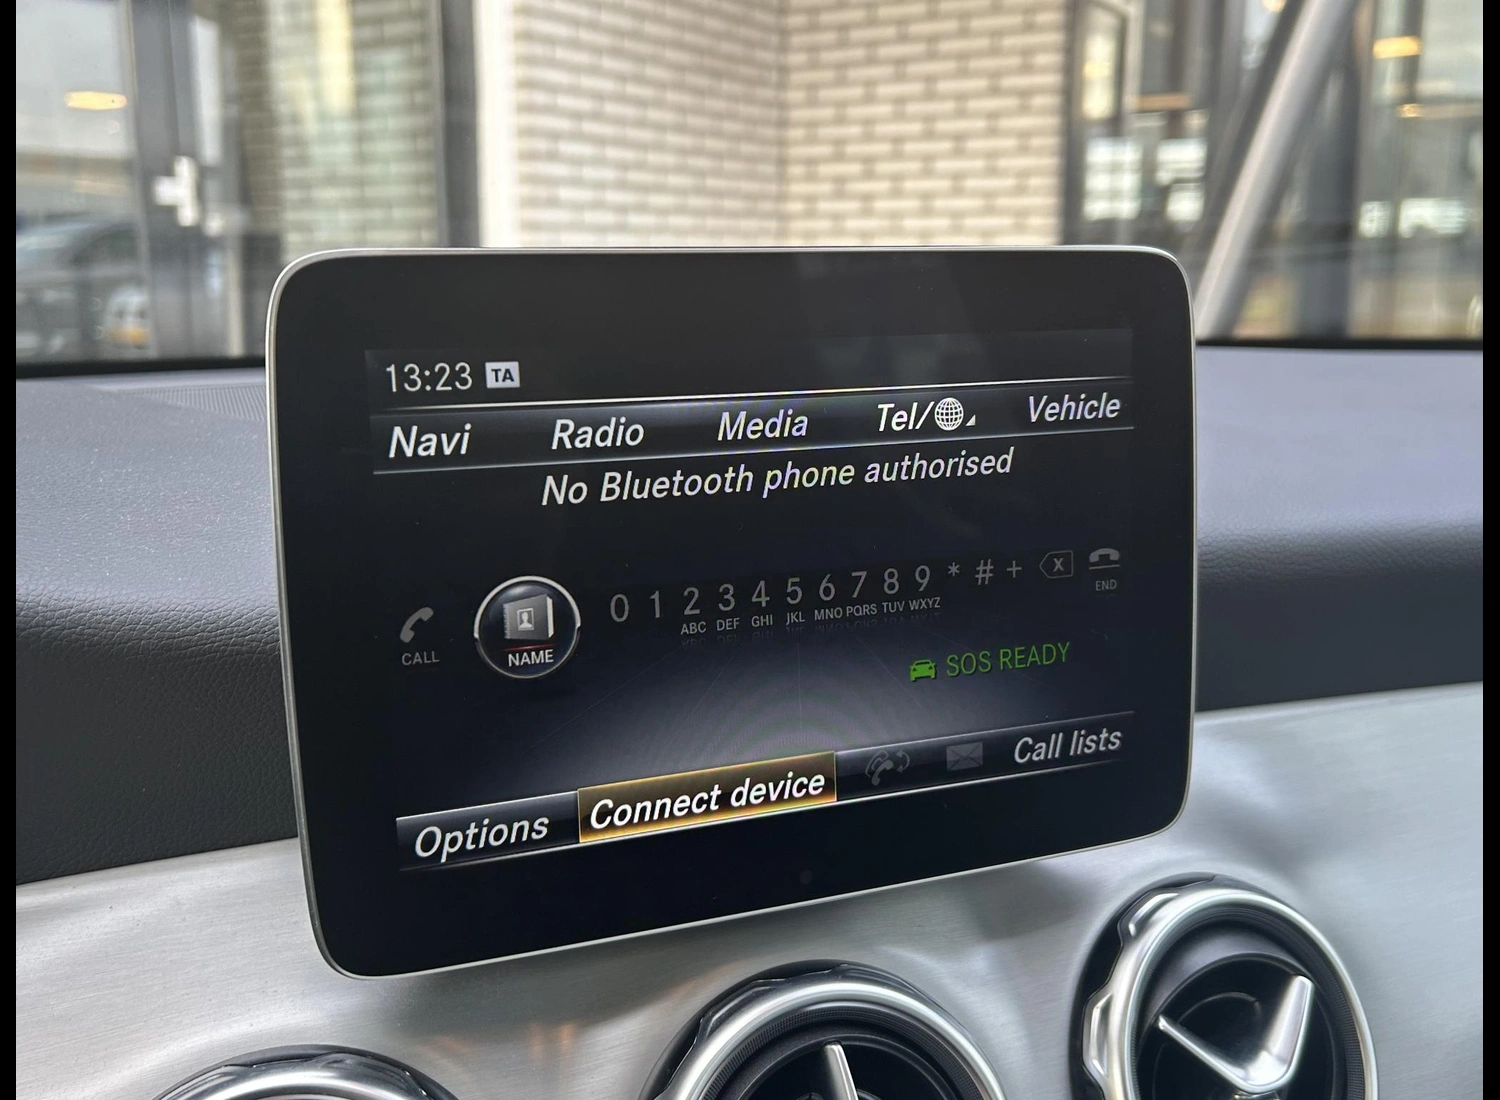 13:23 TA
Navi Radio Media Tel/ Vehicle
No Bluetooth phone authorised
CALL NAME 0 1 2 3 4 5 6 7 8 9 * # + X END
ABC DEF GHI JKL MNO PQRS TUV WXYZ
SOS READY
Options Connect device Call lists